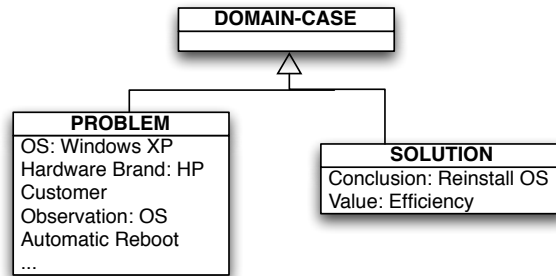 DOMAIN-CASE
PROBLEM
OS: Windows XP
Hardware Brand: HP
Customer
Observation: OS
Automatic Reboot
...
SOLUTION
Conclusion: Reinstall OS
Value: Efficiency